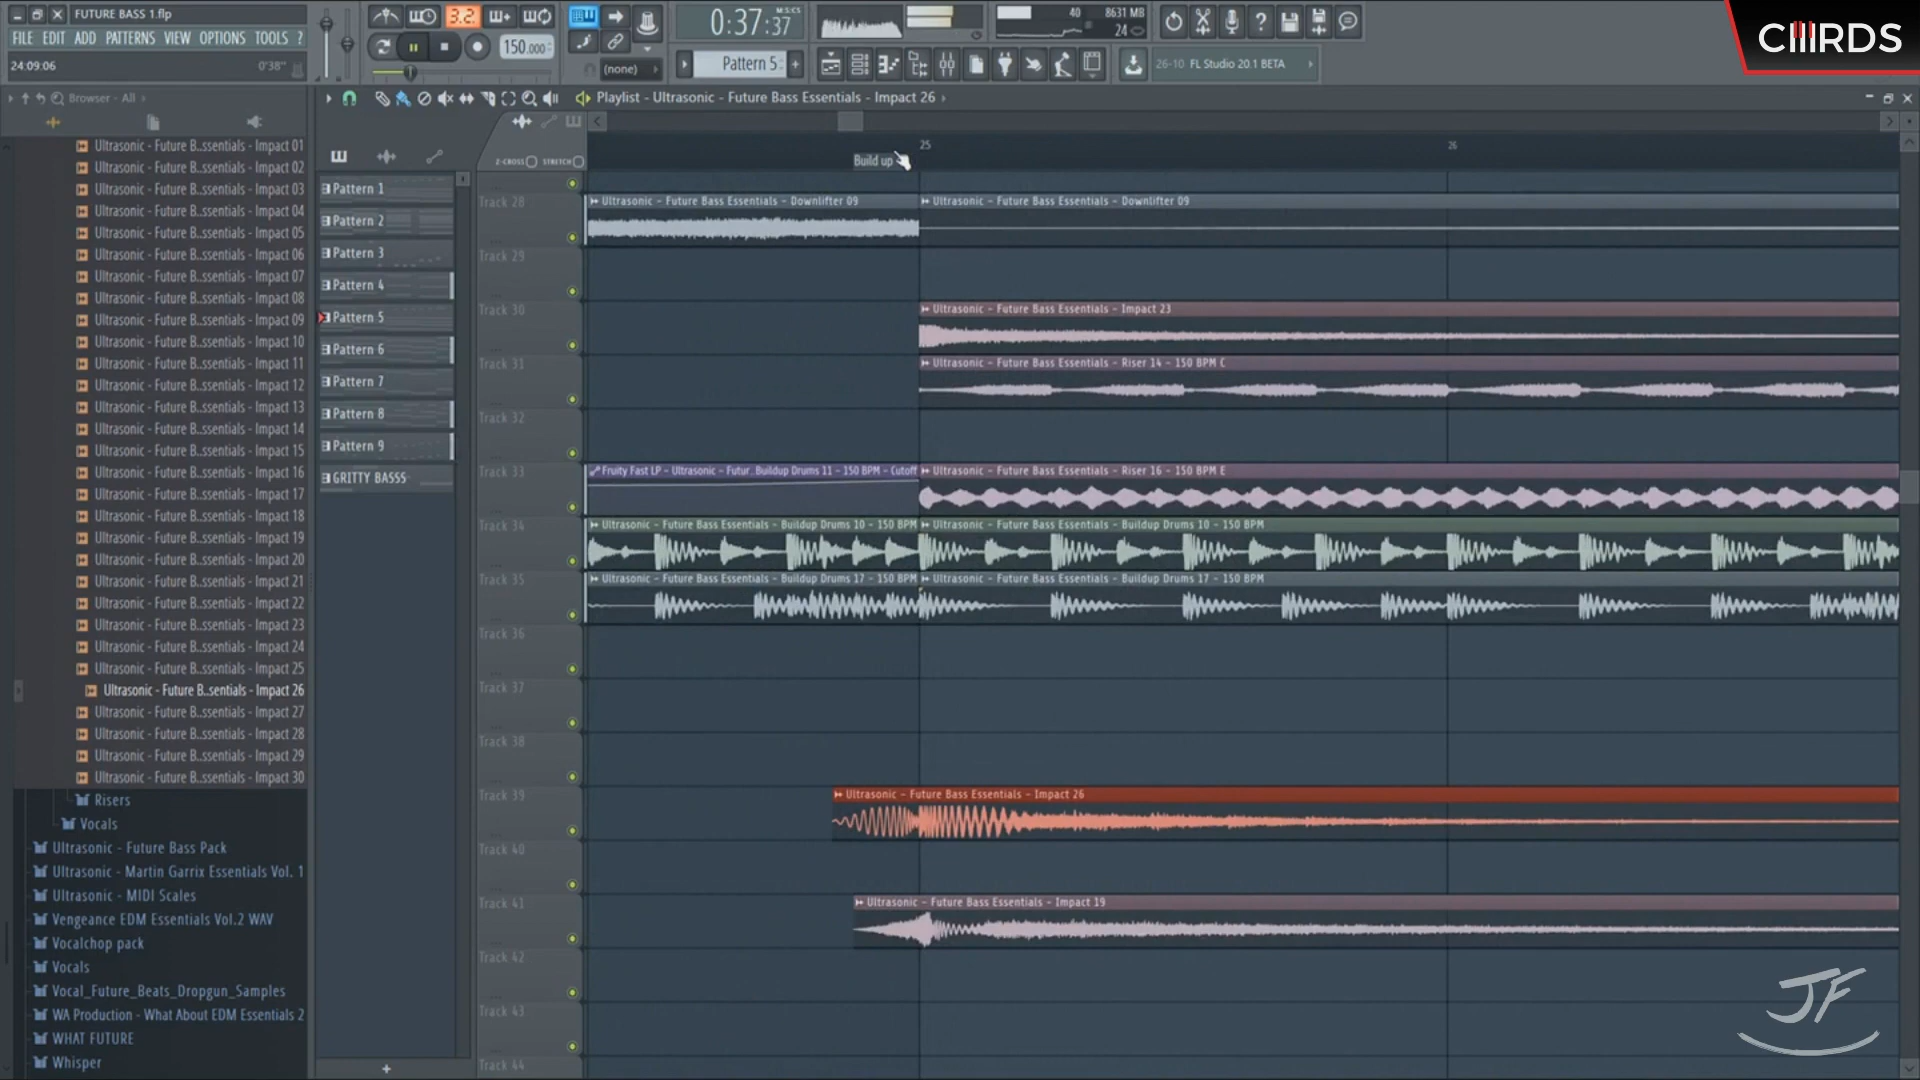 FUTURE BASS 1.flp
FILE EDIT ADD PATTERNS VIEW OPTIONS TOOLS ?
24:09:06
0'38"
3.2
150.000
(none)
0:37:37
M:S:CS
Pattern 5
+
40
8631 MB
24
26-10 FL Studio 20.1 BETA
CIIIRDS
Browser - All
Playlist - Ultrasonic - Future Bass Essentials - Impact 26
Z-CROSS
STRETCH
25
26
Build up
Ultrasonic - Future B..ssentials - Impact 01
Ultrasonic - Future B..ssentials - Impact 02
Ultrasonic - Future B..ssentials - Impact 03
Ultrasonic - Future B..ssentials - Impact 04
Ultrasonic - Future B..ssentials - Impact 05
Ultrasonic - Future B..ssentials - Impact 06
Ultrasonic - Future B..ssentials - Impact 07
Ultrasonic - Future B..ssentials - Impact 08
Ultrasonic - Future B..ssentials - Impact 09
Ultrasonic - Future B..ssentials - Impact 10
Ultrasonic - Future B..ssentials - Impact 11
Ultrasonic - Future B..ssentials - Impact 12
Ultrasonic - Future B..ssentials - Impact 13
Ultrasonic - Future B..ssentials - Impact 14
Ultrasonic - Future B..ssentials - Impact 15
Ultrasonic - Future B..ssentials - Impact 16
Ultrasonic - Future B..ssentials - Impact 17
Ultrasonic - Future B..ssentials - Impact 18
Ultrasonic - Future B..ssentials - Impact 19
Ultrasonic - Future B..ssentials - Impact 20
Ultrasonic - Future B..ssentials - Impact 21
Ultrasonic - Future B..ssentials - Impact 22
Ultrasonic - Future B..ssentials - Impact 23
Ultrasonic - Future B..ssentials - Impact 24
Ultrasonic - Future B..ssentials - Impact 25
Ultrasonic - Future B..sentials - Impact 26
Ultrasonic - Future B..ssentials - Impact 27
Ultrasonic - Future B..ssentials - Impact 28
Ultrasonic - Future B..ssentials - Impact 29
Ultrasonic - Future B..ssentials - Impact 30
Risers
Vocals
Ultrasonic - Future Bass Pack
Ultrasonic - Martin Garrix Essentials Vol. 1
Ultrasonic - MIDI Scales
Vengeance EDM Essentials Vol.2 WAV
Vocalchop pack
Vocals
Vocal_Future_Beats_Dropgun_Samples
WA Production - What About EDM Essentials 2
WHAT FUTURE
Whisper
Pattern 1
Pattern 2
Pattern 3
Pattern 4
Pattern 5
Pattern 6
Pattern 7
Pattern 8
Pattern 9
GRITTY BASSS
+
Track 28
Ultrasonic - Future Bass Essentials - Downlifter 09
Ultrasonic - Future Bass Essentials - Downlifter 09
Track 29
Track 30
Ultrasonic - Future Bass Essentials - Impact 23
Track 31
Ultrasonic - Future Bass Essentials - Riser 14 - 150 BPM C
Track 32
Track 33
Fruity Fast LP - Ultrasonic - Futur..Buildup Drums 11 - 150 BPM - Cutoff
Ultrasonic - Future Bass Essentials - Riser 16 - 150 BPM E
Track 34
Ultrasonic - Future Bass Essentials - Buildup Drums 10 - 150 BPM
Ultrasonic - Future Bass Essentials - Buildup Drums 10 - 150 BPM
Track 35
Ultrasonic - Future Bass Essentials - Buildup Drums 17 - 150 BPM
Ultrasonic - Future Bass Essentials - Buildup Drums 17 - 150 BPM
Track 36
Track 37
Track 38
Track 39
Ultrasonic - Future Bass Essentials - Impact 26
Track 40
Track 41
Ultrasonic - Future Bass Essentials - Impact 19
Track 42
Track 43
Track 44
JF